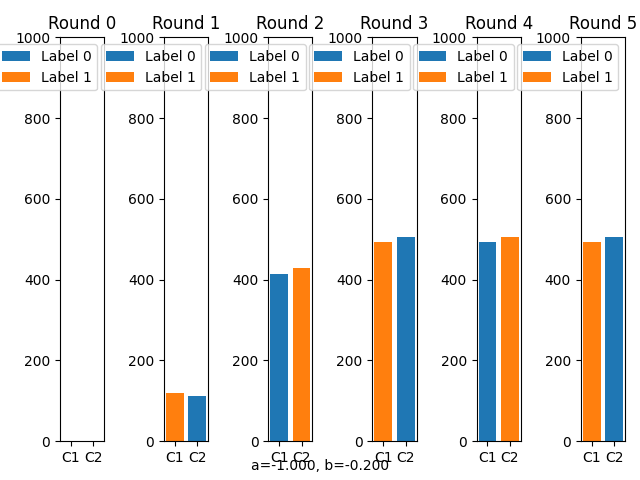 Round 0 Round 1 Round 2 Round 3 Round 4 Round 5
1000 1000 1000 1000 1000 1000
Label 0 Label 0 Label 0 Label 0 Label 0 Label 0
Label 1 Label 1 Label 1 Label 1 Label 1 Label 1
800 800 800 800 800 800
600 600 600 600 600 600
400 400 400 400 400 400
200 200 200 200 200 200
0 0 0 0 0 0
C1 C2 C1 C2 C1 C2 C1 C2 C1 C2 C1 C2
a=-1.000, b=-0.200